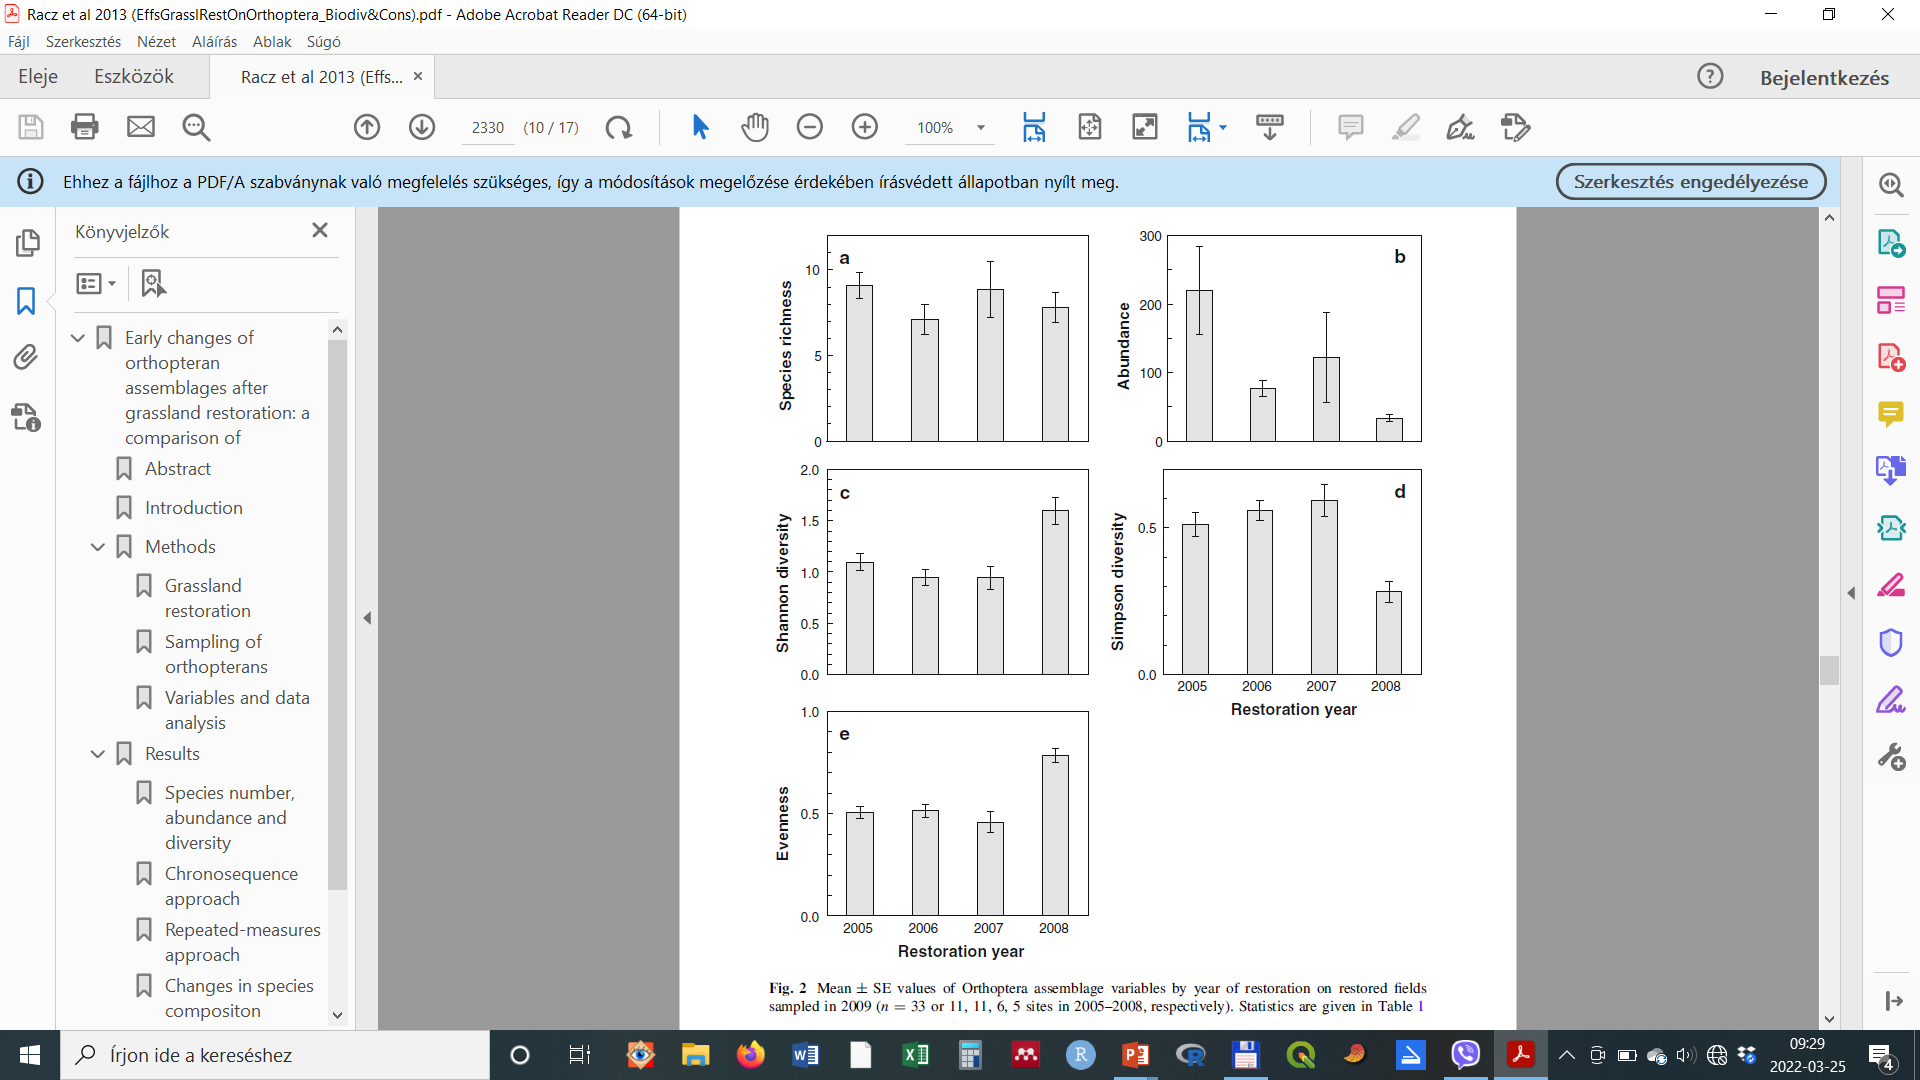 Racz et al 2013 (EffsGrasslRestOnOrthoptera_Biodiv&Cons).pdf - Adobe Acrobat Reader DC (64-bit)
Fájl Szerkesztés Nézet Aláírás Ablak Súgó
Eleje Eszközök Racz et al 2013 (Effs... × Bejelentkezés
2330 (10 / 17) 100%
Ehhez a fájlhoz a PDF/A szabványnak való megfelelés szükséges, így a módosítások megelőzése érdekében írásvédett állapotban nyílt meg. Szerkesztés engedélyezése
Könyvjelzők
Early changes of
orthopteran
assemblages after
grassland restoration: a
comparison of
Abstract
Introduction
Methods
Grassland
restoration
Sampling of
orthopterans
Variables and data
analysis
Results
Species number,
abundance and
diversity
Chronosequence
approach
Repeated-measures
approach
Changes in species
compositon
a
Species richness
10
5
0
b
Abundance
300
200
100
0
c
Shannon diversity
2.0
1.5
1.0
0.5
0.0
d
Simpson diversity
0.5
0.0
2005 2006 2007 2008
Restoration year
e
Evenness
1.0
0.5
0.0
2005 2006 2007 2008
Restoration year
Fig. 2 Mean ± SE values of Orthoptera assemblage variables by year of restoration on restored fields
sampled in 2009 (n = 33 or 11, 11, 6, 5 sites in 2005–2008, respectively). Statistics are given in Table 1
Írjon ide a kereséshez
09:29
2022-03-25
4